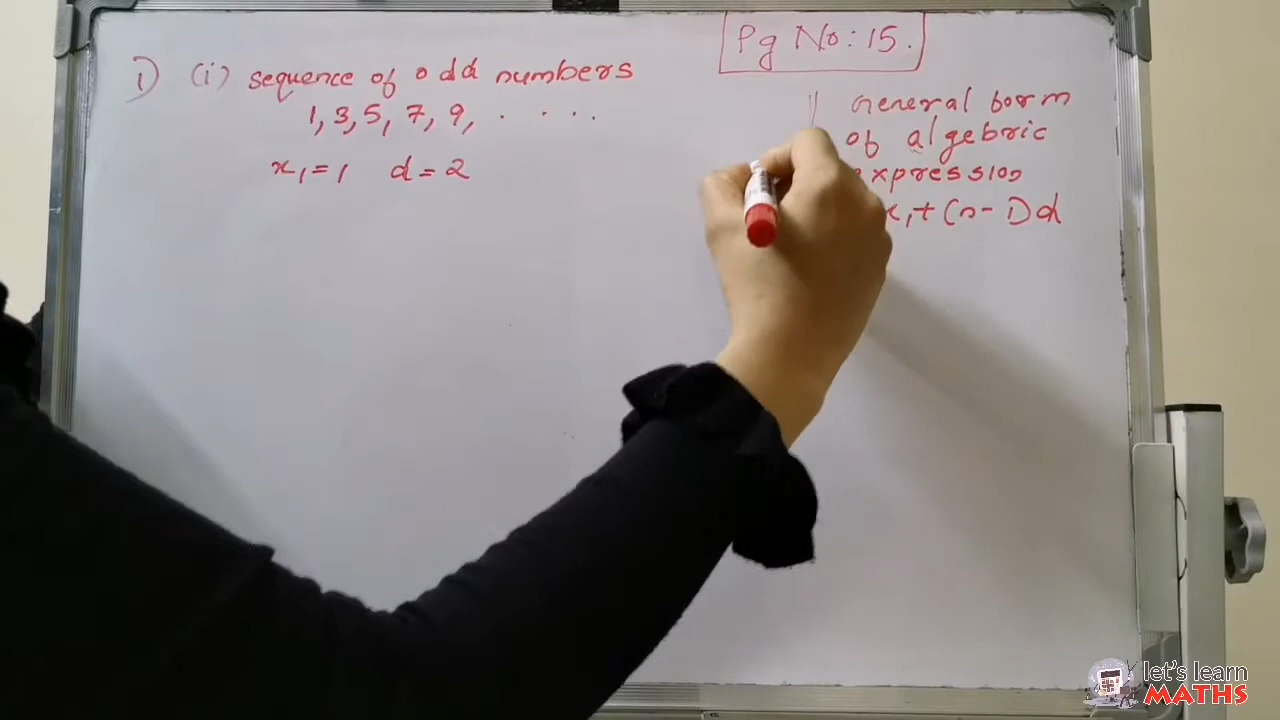 Pg No: 15.
1) (i) sequence of odd numbers
1, 3, 5, 7, 9, . . . . .
x₁ = 1 d = 2
General form
of algebric
expression
x₁ + (n - 1) d
let's learn
MATHS